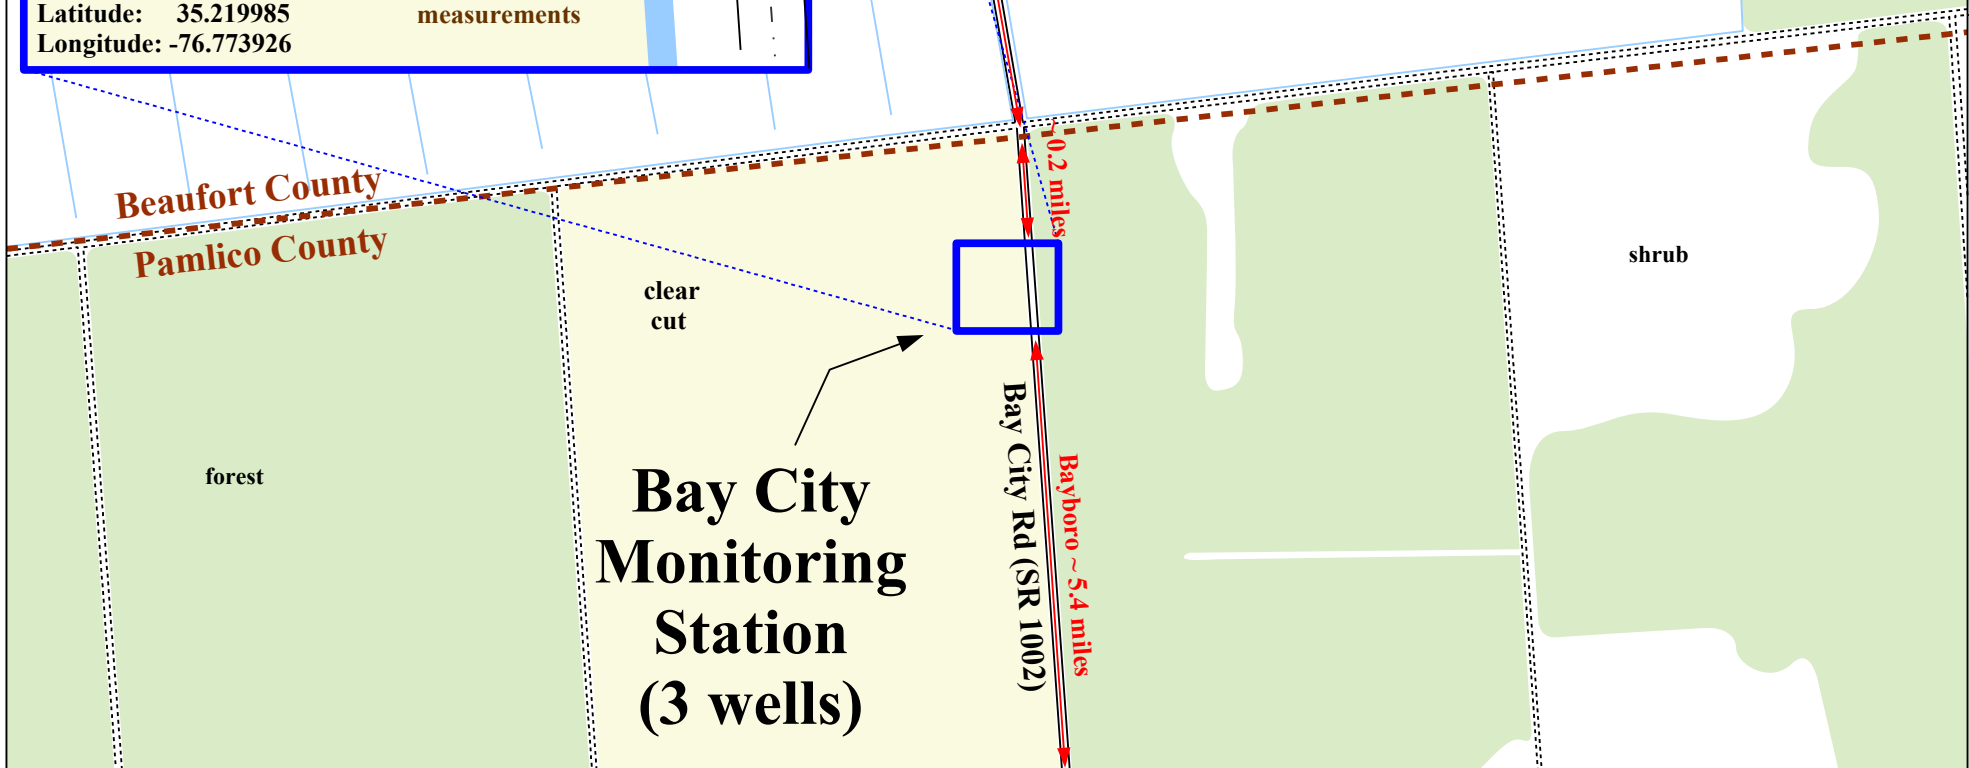 Latitude: 35.219985
measurements
Longitude: -76.773926
Beaufort County
Pamlico County
~0.2 miles
shrub
clear
cut
forest
Bay City
Monitoring
Station
(3 wells)
Bay City Rd (SR 1002)
Bayboro ~ 5.4 miles